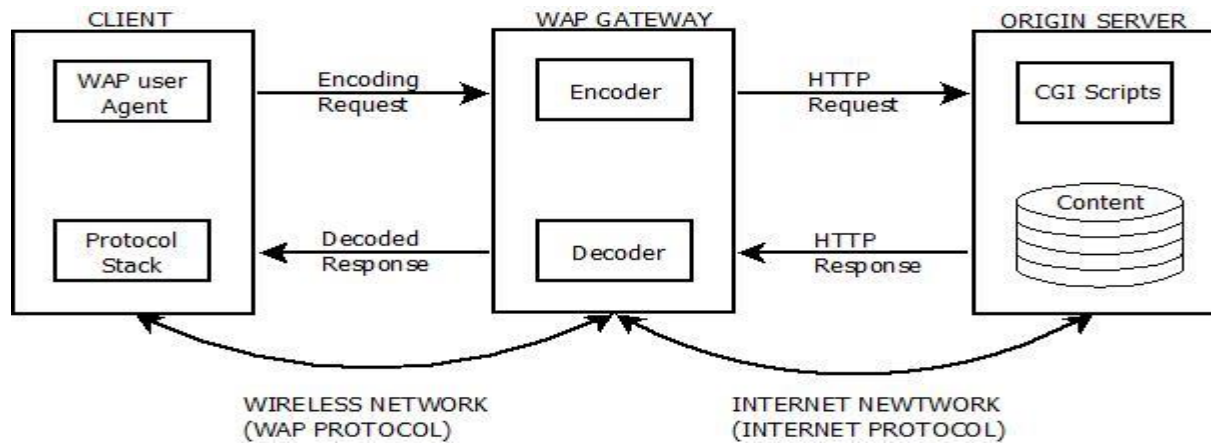 CLIENT
WAP GATEWAY
ORIGIN SERVER
WAP user
Agent
Encoding
Request
Encoder
HTTP
Request
CGI Scripts
Protocol
Stack
Decoded
Response
Decoder
HTTP
Response
Content
WIRELESS NETWORK
(WAP PROTOCOL)
INTERNET NEWTWORK
(INTERNET PROTOCOL)